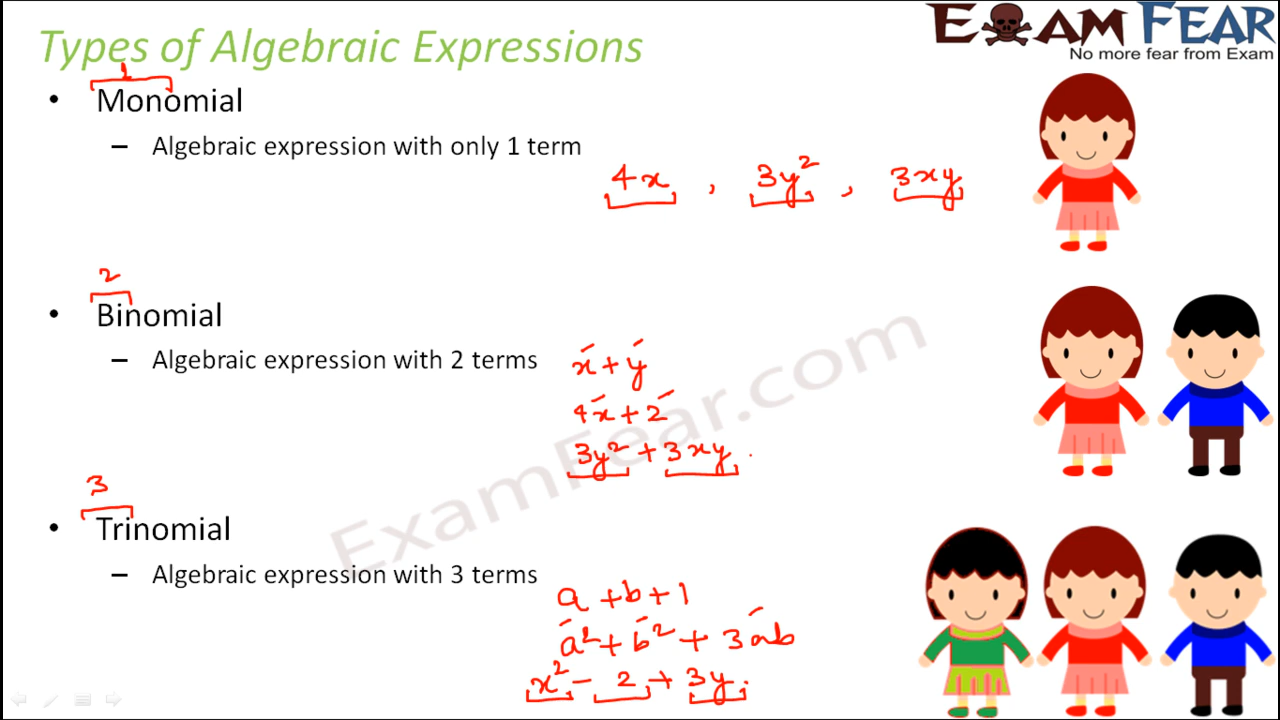 Types of Algebraic Expressions
EXAM FEAR
No more fear from Exam
1
• Monomial
– Algebraic expression with only 1 term
4x , 3y² , 3xy
2
• Binomial
– Algebraic expression with 2 terms
x + y
4x + 2
3y² + 3xy .
3
• Trinomial
– Algebraic expression with 3 terms
a + b + 1
a² + b² + 3ab
x² - 2 + 3y .
ExamFear.com